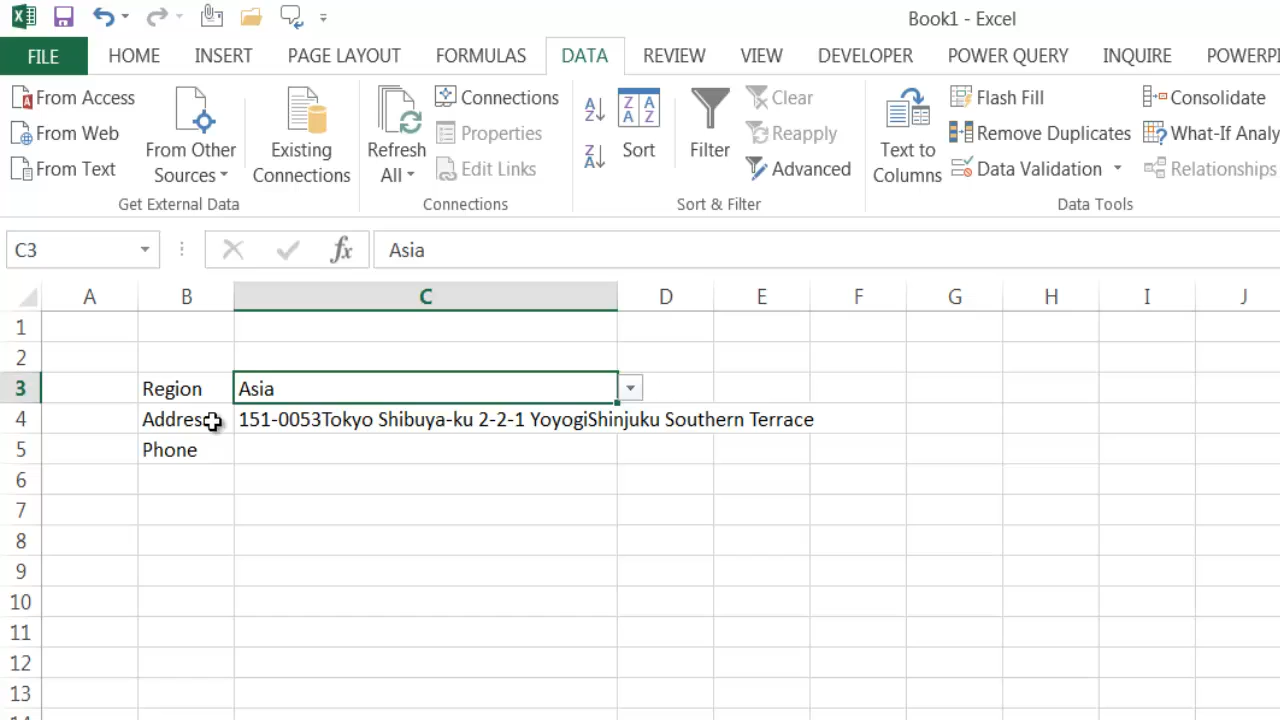 Book1 - Excel
FILE HOME INSERT PAGE LAYOUT FORMULAS DATA REVIEW VIEW DEVELOPER POWER QUERY INQUIRE POWERPI
From Access
From Web
From Text
From Other
Sources
Existing
Connections
Get External Data
Refresh
All
Connections
Properties
Edit Links
Connections
Sort
Filter
Clear
Reapply
Advanced
Sort & Filter
Text to
Columns
Flash Fill
Remove Duplicates
Data Validation
Consolidate
What-If Analy
Relationships
Data Tools
C3 fx Asia
A B C D E F G H I J
1
2
3 Region Asia
4 Address 151-0053Tokyo Shibuya-ku 2-2-1 YoyogiShinjuku Southern Terrace
5 Phone
6
7
8
9
10
11
12
13